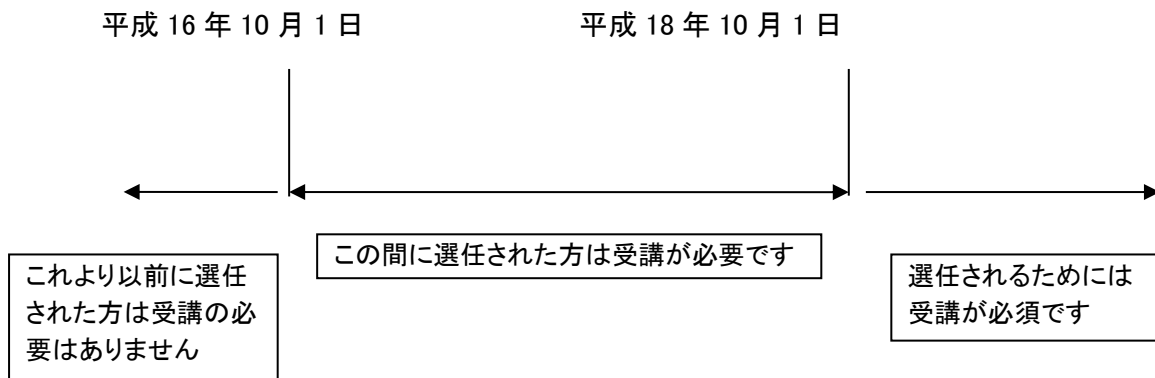 平成 16 年 10 月 1 日
平成 18 年 10 月 1 日
この間に選任された方は受講が必要です
これより以前に選任
された方は受講の必
要はありません
選任されるためには
受講が必須です